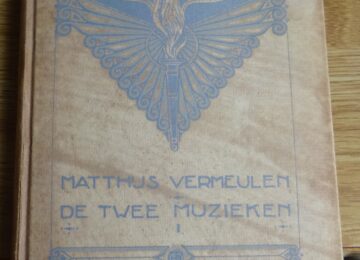 MATTHIJS VERMEULEN
DE TWEE MUZIEKEN
I